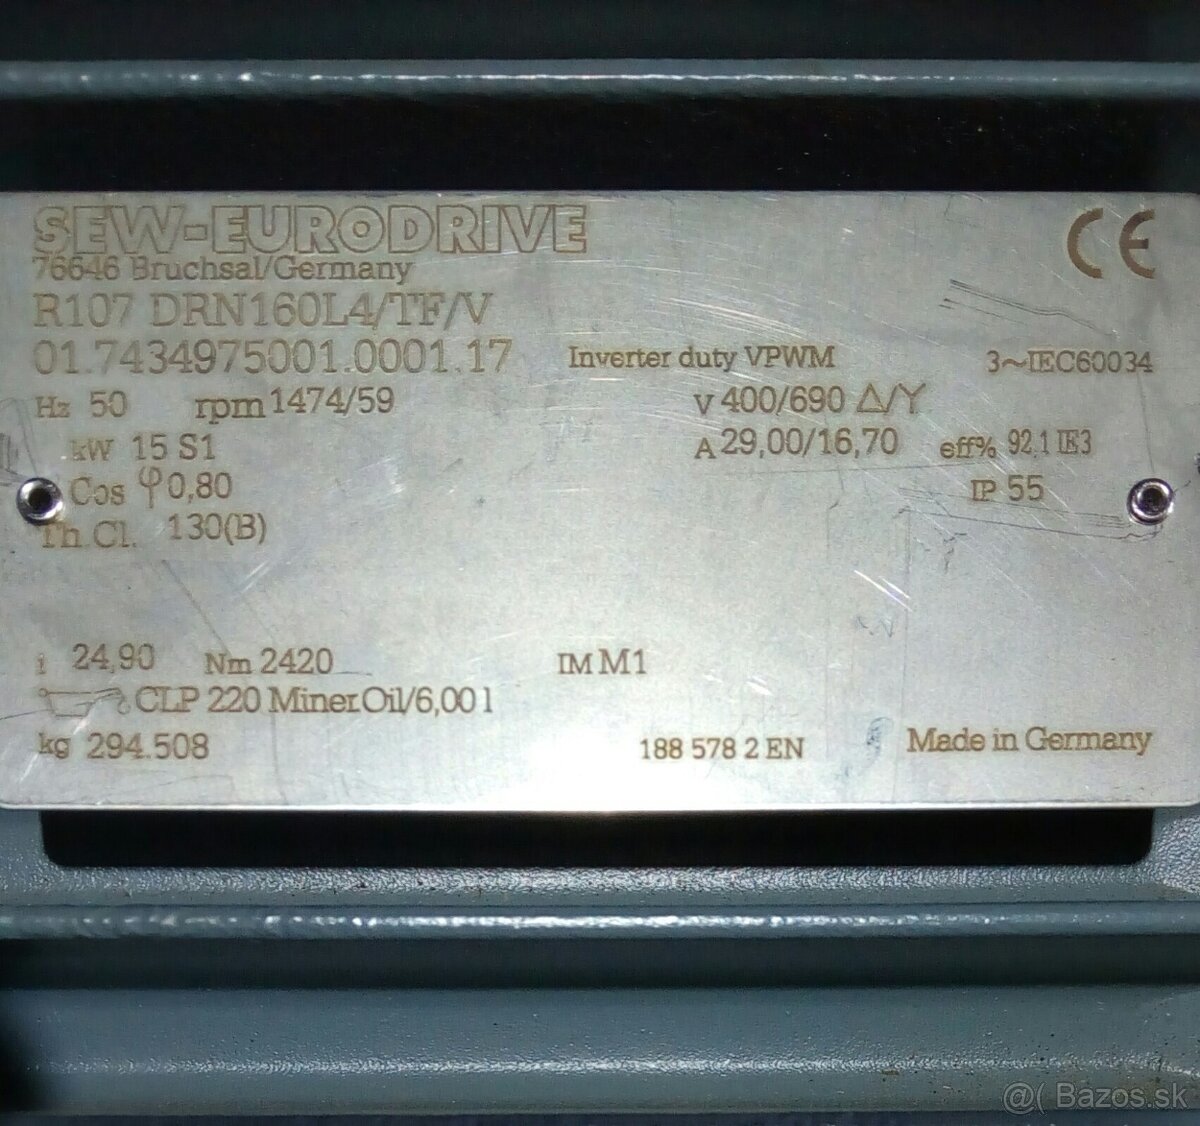 SEW-EURODRIVE CE
76646 Bruchsal/Germany
R107 DRN160L4/TF/V
01.7434975001.0001.17 Inverter duty VPWM 3~IEC60034
Hz 50 rpm 1474/59 V 400/690 Δ/Y
kW 15 S1 A 29,00/16,70 eff% 92,1 IE3
Cos φ 0,80 IP 55
Th.Cl. 130(B)
i 24,90 Nm 2420 IM M1
CLP 220 Miner.Oil/6,00 l
kg 294.508 188 578 2 EN Made in Germany
@( Bazos.sk